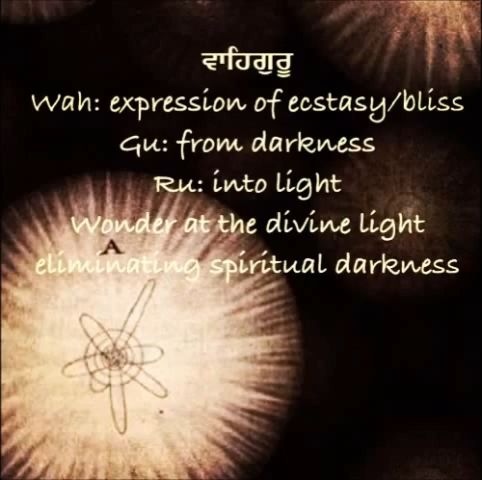 ਵਾਹਿਗੁਰੂ
Wah: expression of ecstasy/bliss
Gu: from darkness
Ru: into light
Wonder at the divine light
A
eliminating spiritual darkness